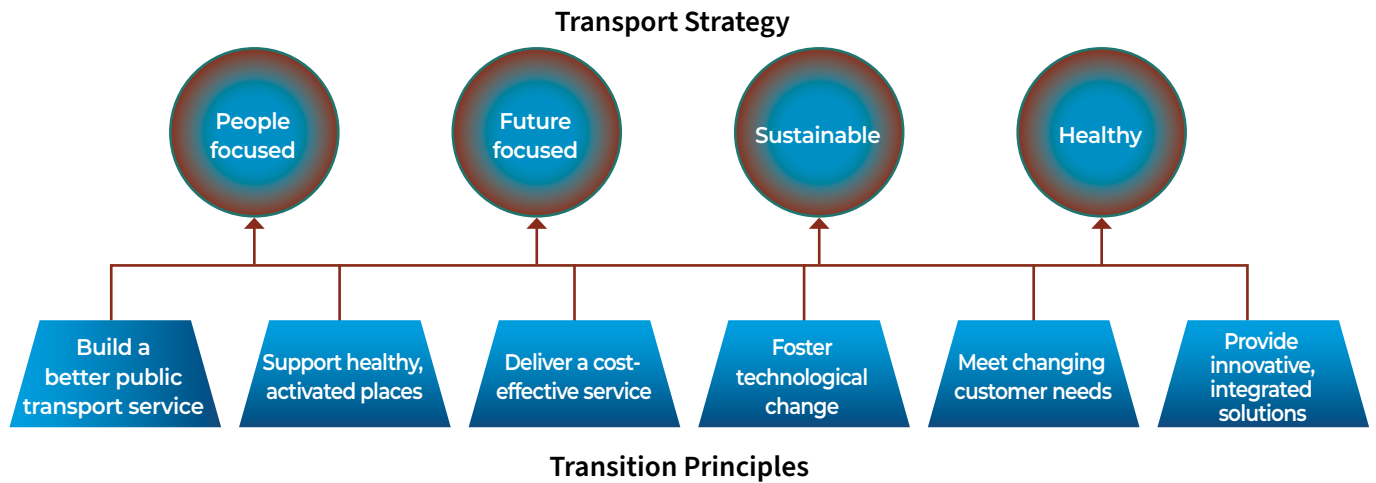 Transport Strategy
People
focused
Future
focused
Sustainable
Healthy
Build a
better public
transport service
Support healthy,
activated places
Deliver a cost-
effective service
Foster
technological
change
Meet changing
customer needs
Provide
innovative,
integrated
solutions
Transition Principles